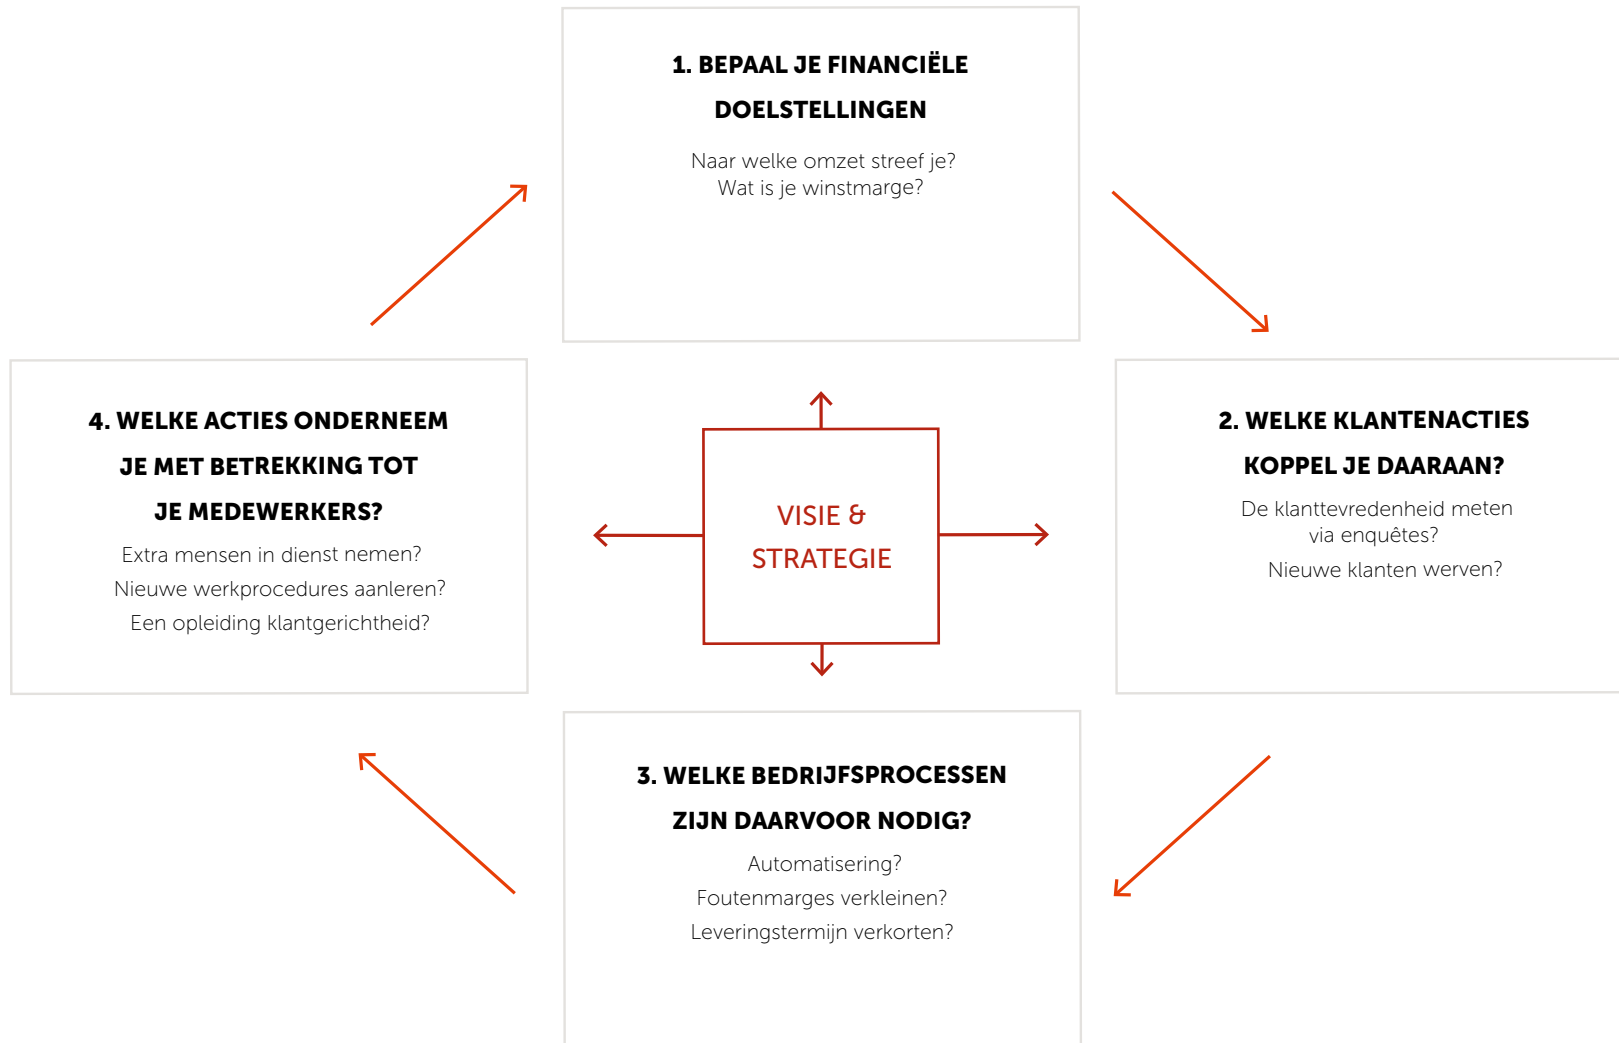 1. BEPAAL JE FINANCIËLE
DOELSTELLINGEN
Naar welke omzet streef je?
Wat is je winstmarge?
4. WELKE ACTIES ONDERNEEM
JE MET BETREKKING TOT
JE MEDEWERKERS?
Extra mensen in dienst nemen?
Nieuwe werkprocedures aanleren?
Een opleiding klantgerichtheid?
VISIE &
STRATEGIE
2. WELKE KLANTENACTIES
KOPPEL JE DAARAAN?
De klanttevredenheid meten
via enquêtes?
Nieuwe klanten werven?
3. WELKE BEDRIJFSPROCESSEN
ZIJN DAARVOOR NODIG?
Automatisering?
Foutenmarges verkleinen?
Leveringstermijn verkorten?